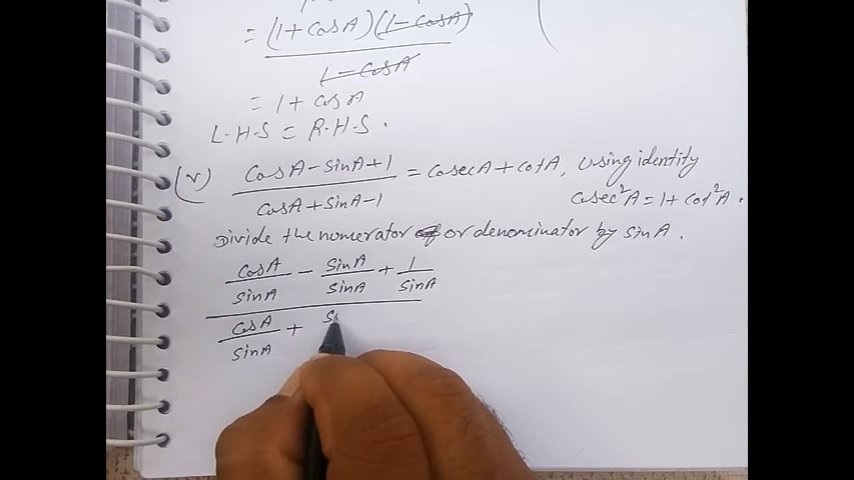 = (1+cosA)(1-cosA)
1-cosA
= 1+cosA
L.H.S = R.H.S.
(v) cosA-sinA+1 = cosecA+cotA, Using identity
cosA+sinA-1 cosec²A=1+cot²A.
Divide the numerator or denominator by sinA.
cosA - sinA + 1
sinA sinA sinA
cosA + s
sinA